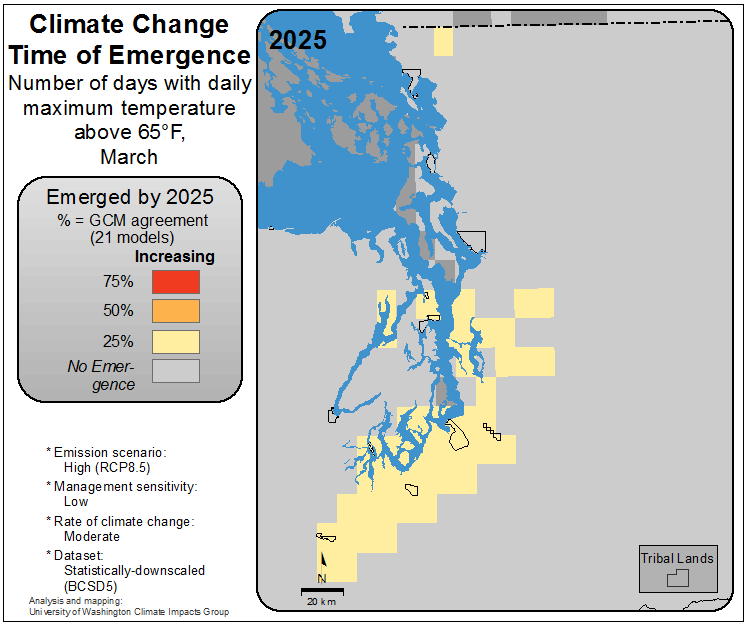 Climate Change
Time of Emergence
Number of days with daily
maximum temperature
above 65°F,
March
Emerged by 2025
% = GCM agreement
(21 models)
Increasing
75%
50%
25%
No Emer-
gence
* Emission scenario:
High (RCP8.5)
* Management sensitivity:
Low
* Rate of climate change:
Moderate
* Dataset:
Statistically-downscaled
(BCSD5)
Analysis and mapping:
University of Washington Climate Impacts Group
2025
N
20 km
Tribal Lands